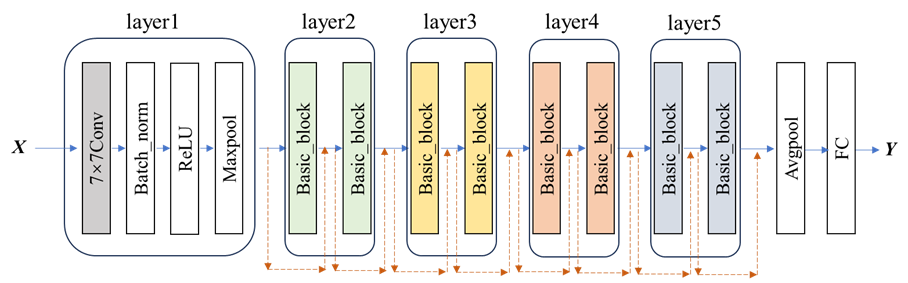 layer1
layer2
layer3
layer4
layer5
X
7×7Conv
Batch_norm
ReLU
Maxpool
Basic_block
Basic_block
Basic_block
Basic_block
Basic_block
Basic_block
Basic_block
Basic_block
Avgpool
FC
Y